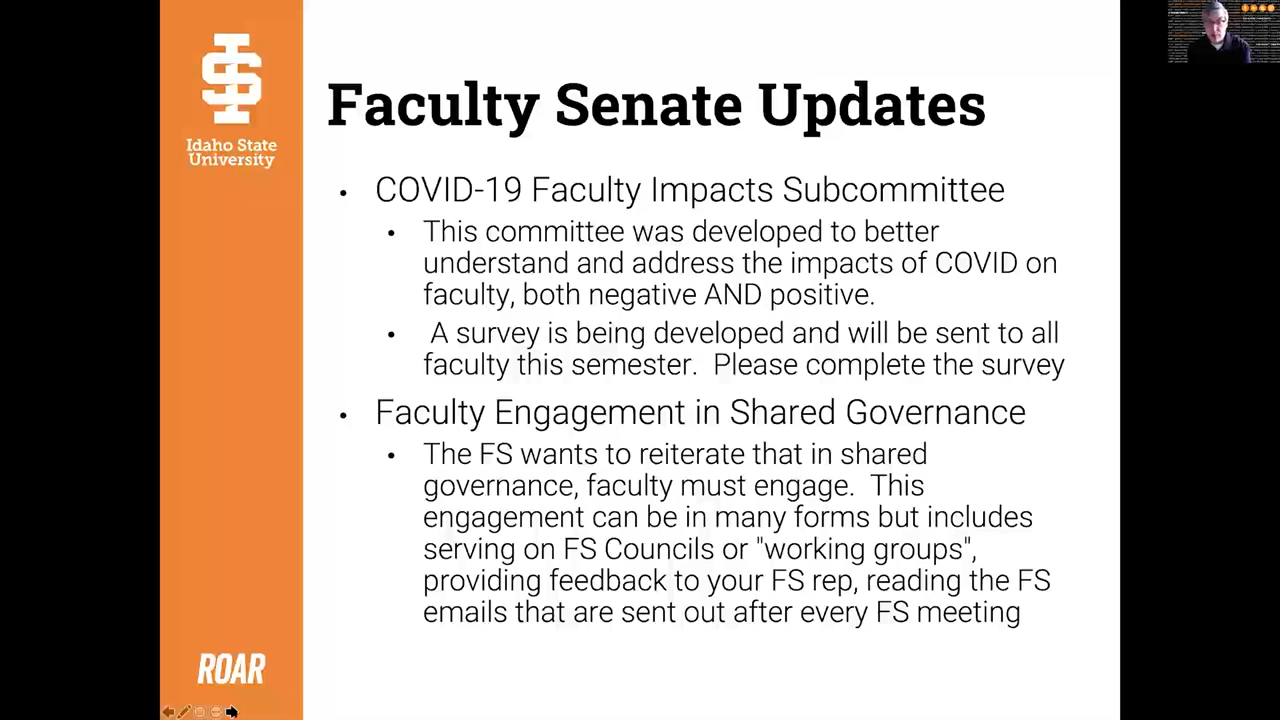 Idaho State
University
Faculty Senate Updates
• COVID-19 Faculty Impacts Subcommittee
• This committee was developed to better
understand and address the impacts of COVID on
faculty, both negative AND positive.
• A survey is being developed and will be sent to all
faculty this semester.  Please complete the survey
• Faculty Engagement in Shared Governance
• The FS wants to reiterate that in shared
governance, faculty must engage.  This
engagement can be in many forms but includes
serving on FS Councils or "working groups",
providing feedback to your FS rep, reading the FS
emails that are sent out after every FS meeting
ROAR